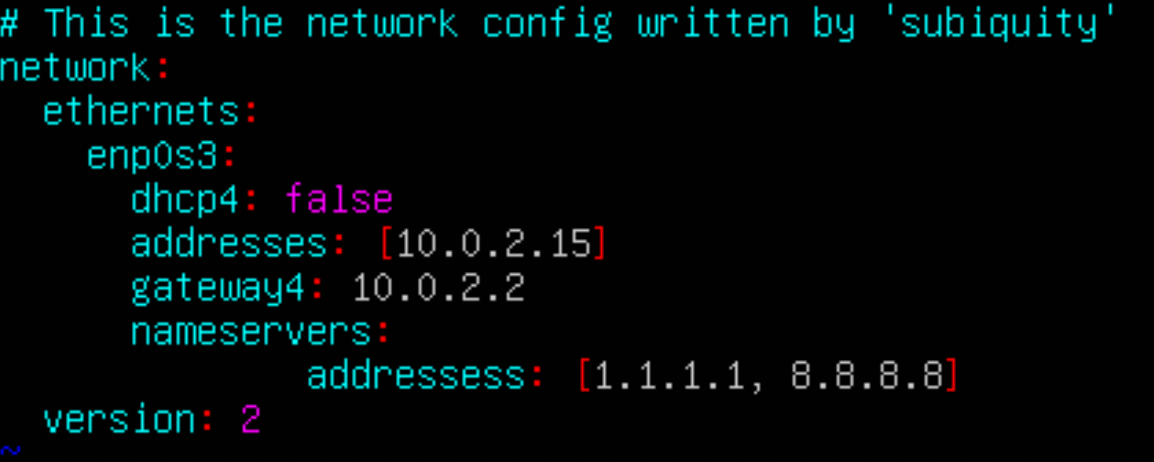 # This is the network config written by 'subiquity'
network:
  ethernets:
    enp0s3:
      dhcp4: false
      addresses: [10.0.2.15]
      gateway4: 10.0.2.2
      nameservers:
              addressess: [1.1.1.1, 8.8.8.8]
  version: 2
~